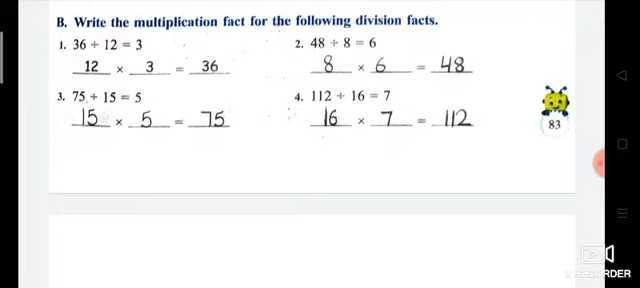 B. Write the multiplication fact for the following division facts.
1. 36 ÷ 12 = 3
12 × 3 = 36
2. 48 ÷ 8 = 6
8 × 6 = 48
3. 75 ÷ 15 = 5
15 × 5 = 75
4. 112 ÷ 16 = 7
16 × 7 = 112
83
V RECORDER